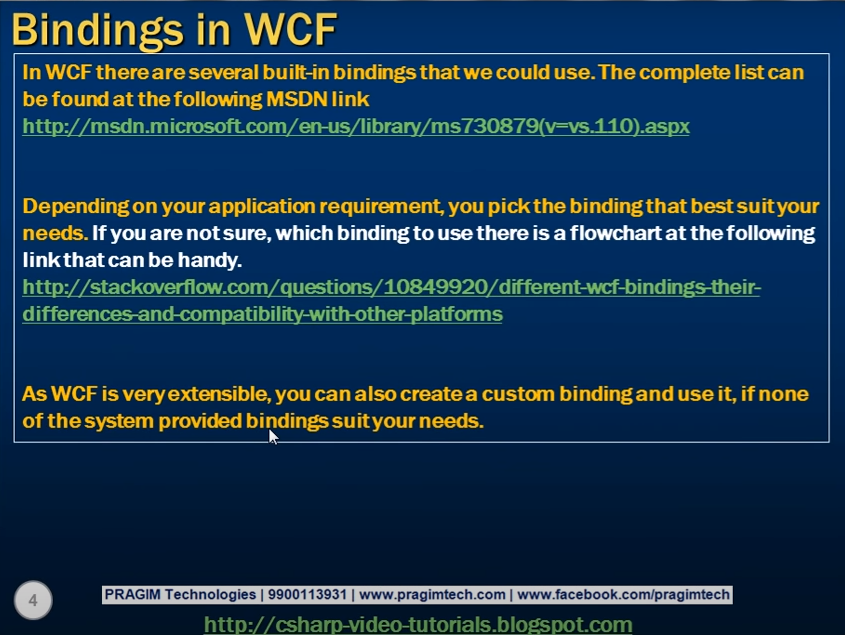 Bindings in WCF
In WCF there are several built-in bindings that we could use. The complete list can
be found at the following MSDN link
http://msdn.microsoft.com/en-us/library/ms730879(v=vs.110).aspx
Depending on your application requirement, you pick the binding that best suit your
needs. If you are not sure, which binding to use there is a flowchart at the following
link that can be handy.
http://stackoverflow.com/questions/10849920/different-wcf-bindings-their-
differences-and-compatibility-with-other-platforms
As WCF is very extensible, you can also create a custom binding and use it, if none
of the system provided bindings suit your needs.
4
PRAGIM Technologies | 9900113931 | www.pragimtech.com | www.facebook.com/pragimtech
http://csharp-video-tutorials.blogspot.com